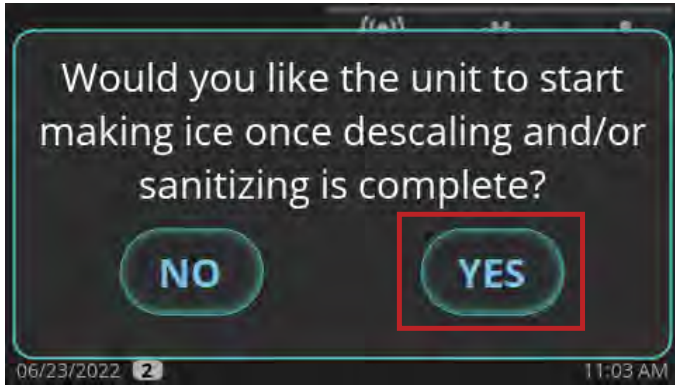 Would you like the unit to start
making ice once descaling and/or
sanitizing is complete?
NO YES
06/23/2022 2 11:03 AM